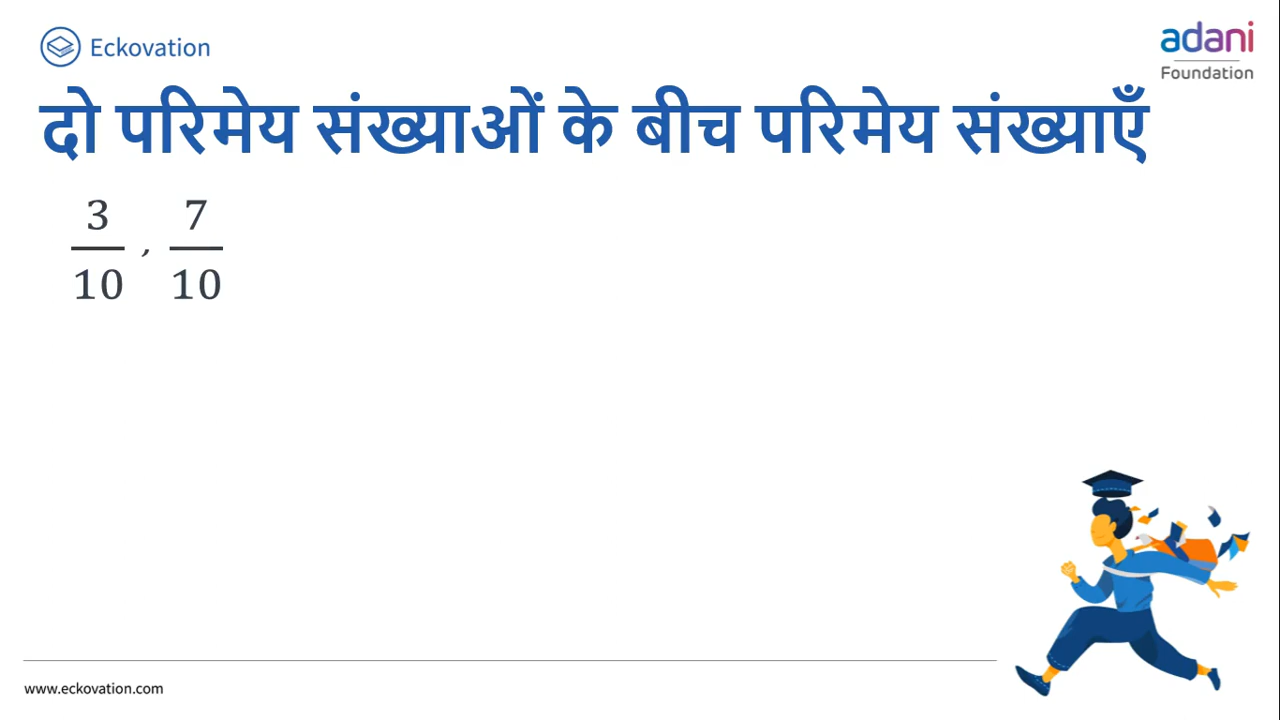 Eckovation
adani
Foundation
दो परिमेय संख्याओं के बीच परिमेय संख्याएँ
3/10 , 7/10
www.eckovation.com